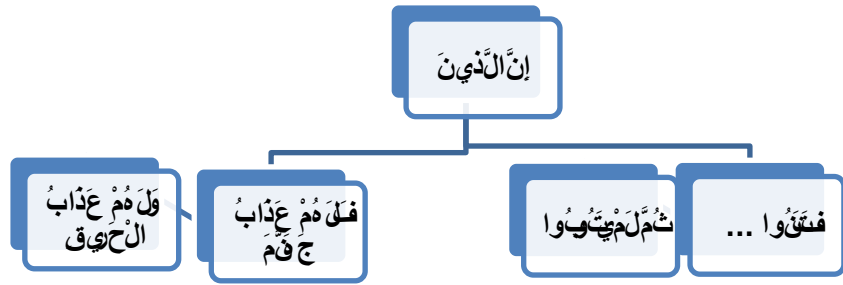 إِنَّ الَّذِينَ
فَتَنُوا ...
ثُمَّ لَمْ يَتُوبُوا
فَلَهُمْ عَذَابُ
جَهَنَّمَ
وَلَهُمْ عَذَابُ
الْحَرِيقِ